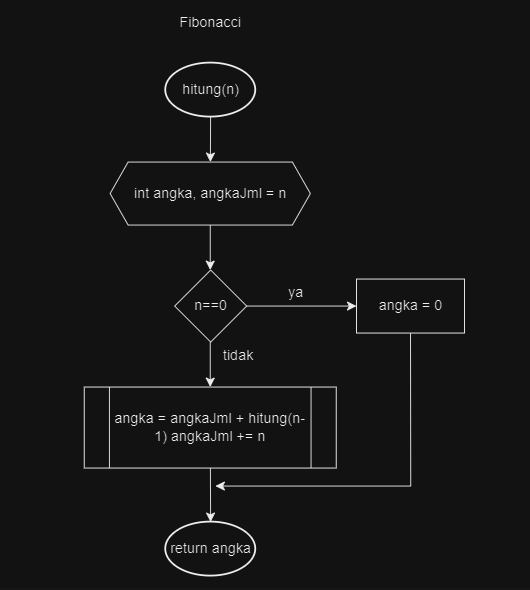 Fibonacci
hitung(n)
int angka, angkaJml = n
n==0
ya
angka = 0
tidak
angka = angkaJml + hitung(n-
1) angkaJml += n
return angka